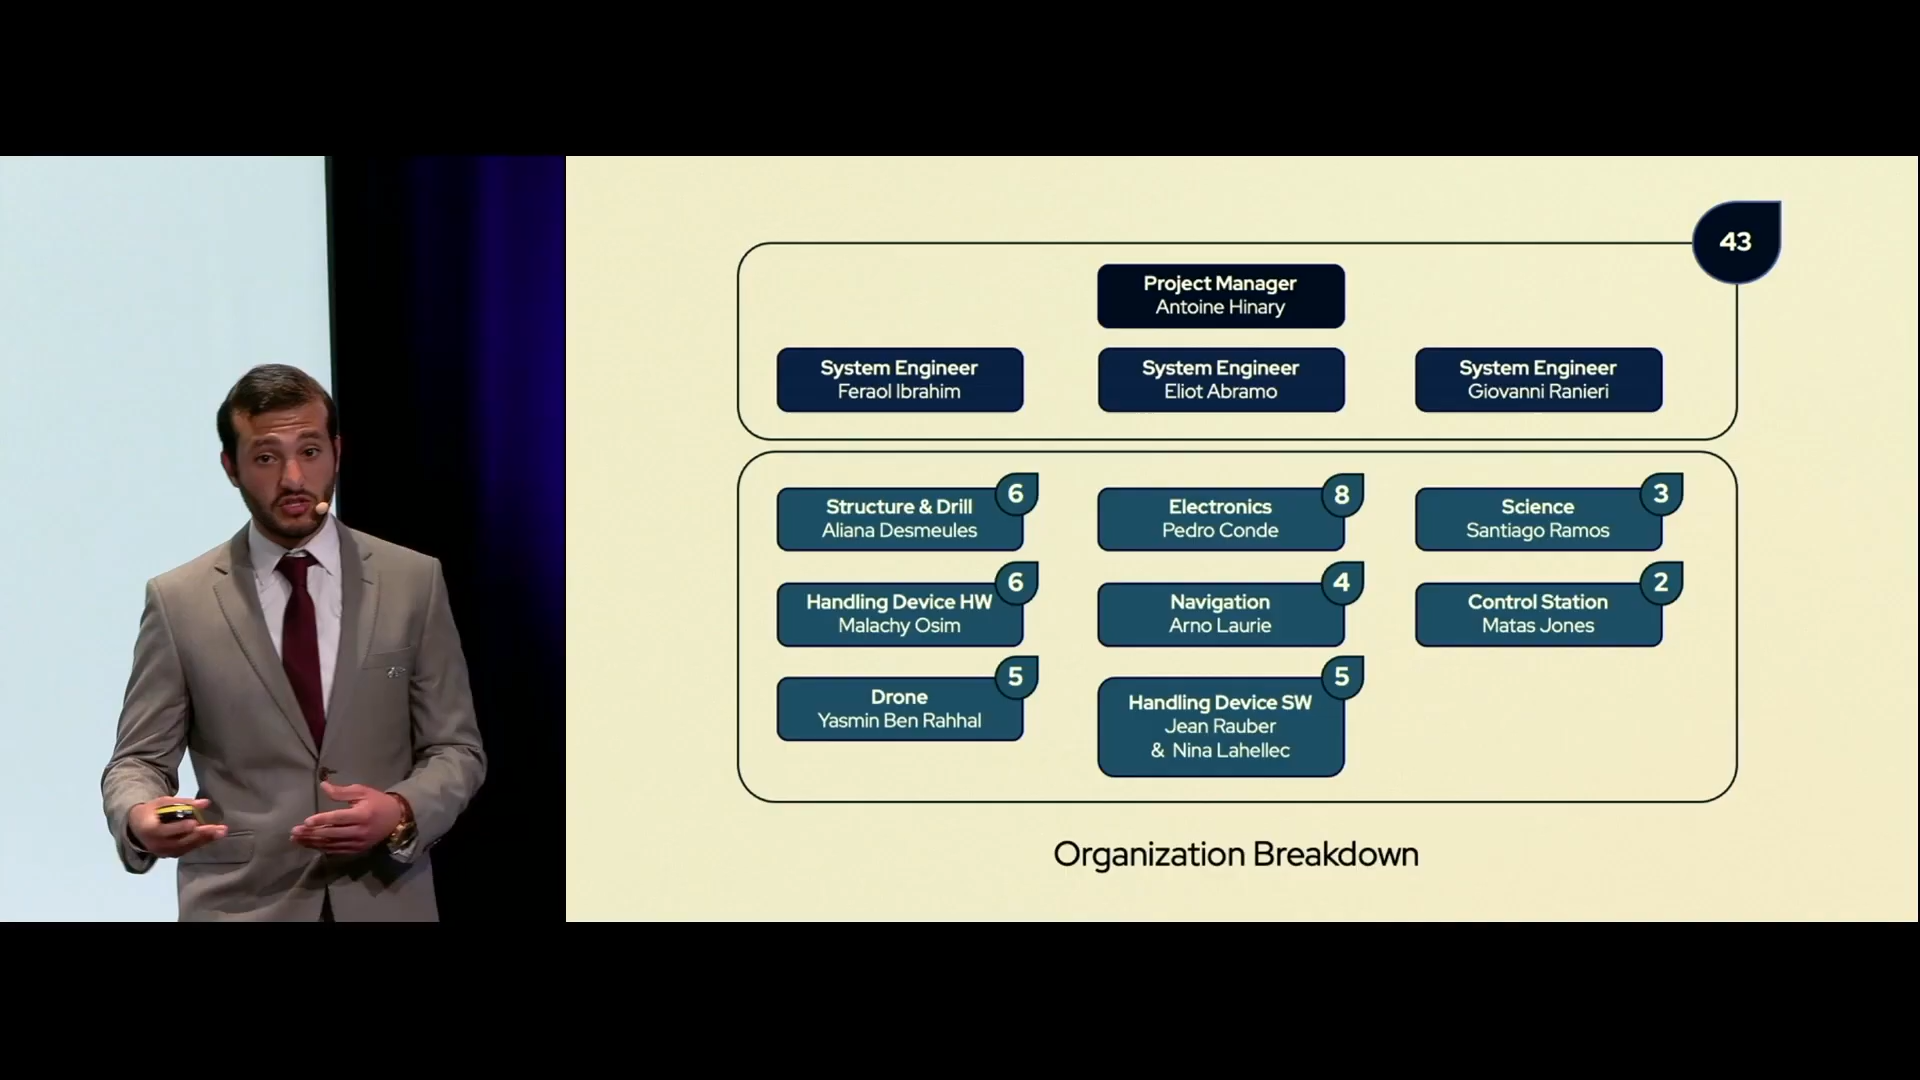 43
Project Manager
Antoine Hinary
System Engineer
Feraol Ibrahim
System Engineer
Eliot Abramo
System Engineer
Giovanni Ranieri
6
Structure & Drill
Aliana Desmeules
8
Electronics
Pedro Conde
3
Science
Santiago Ramos
6
Handling Device HW
Malachy Osim
4
Navigation
Arno Laurie
2
Control Station
Matas Jones
5
Drone
Yasmin Ben Rahhal
5
Handling Device SW
Jean Rauber
& Nina Lahellec
Organization Breakdown